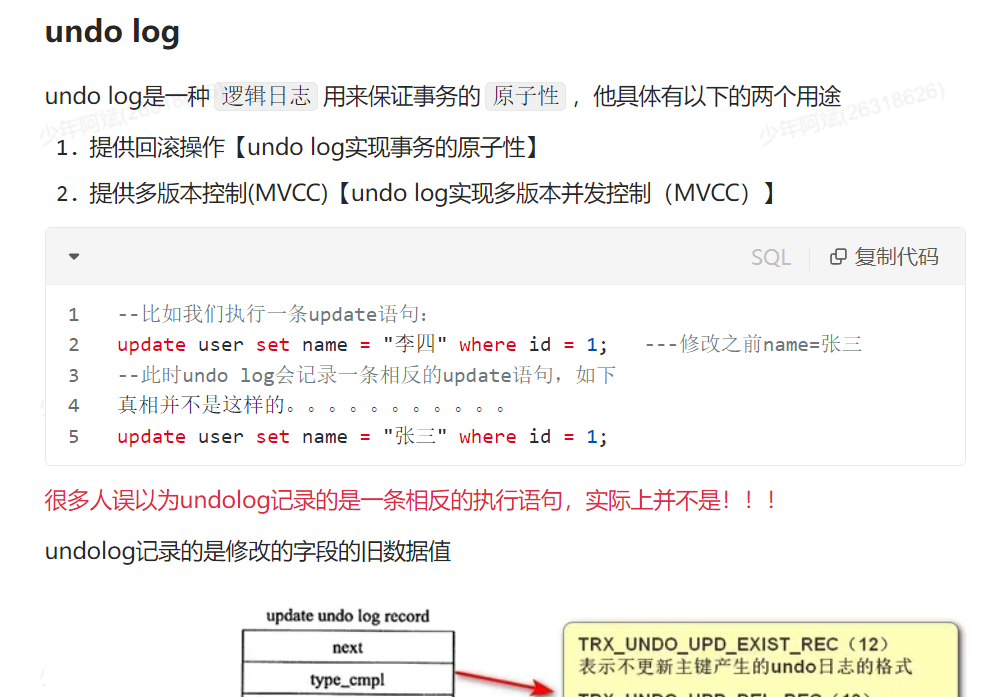 undo log
undo log是一种 逻辑日志 用来保证事务的 原子性 ，他具体有以下的两个用途
少年阿斌(26318626)
1. 提供回滚操作【undo log实现事务的原子性】
2. 提供多版本控制(MVCC)【undo log实现多版本并发控制（MVCC）】
SQL 复制代码
1 --比如我们执行一条update语句：
2 update user set name = "李四" where id = 1; ---修改之前name=张三
3 --此时undo log会记录一条相反的update语句，如下
4 真相并不是这样的。。。。。。。。。。。
5 update user set name = "张三" where id = 1;
很多人误以为undolog记录的是一条相反的执行语句，实际上并不是！！！
undolog记录的是修改的字段的旧数据值
update undo log record
next
type_cmpl
TRX_UNDO_UPD_EXIST_REC（12）
表示不更新主键产生的undo日志的格式